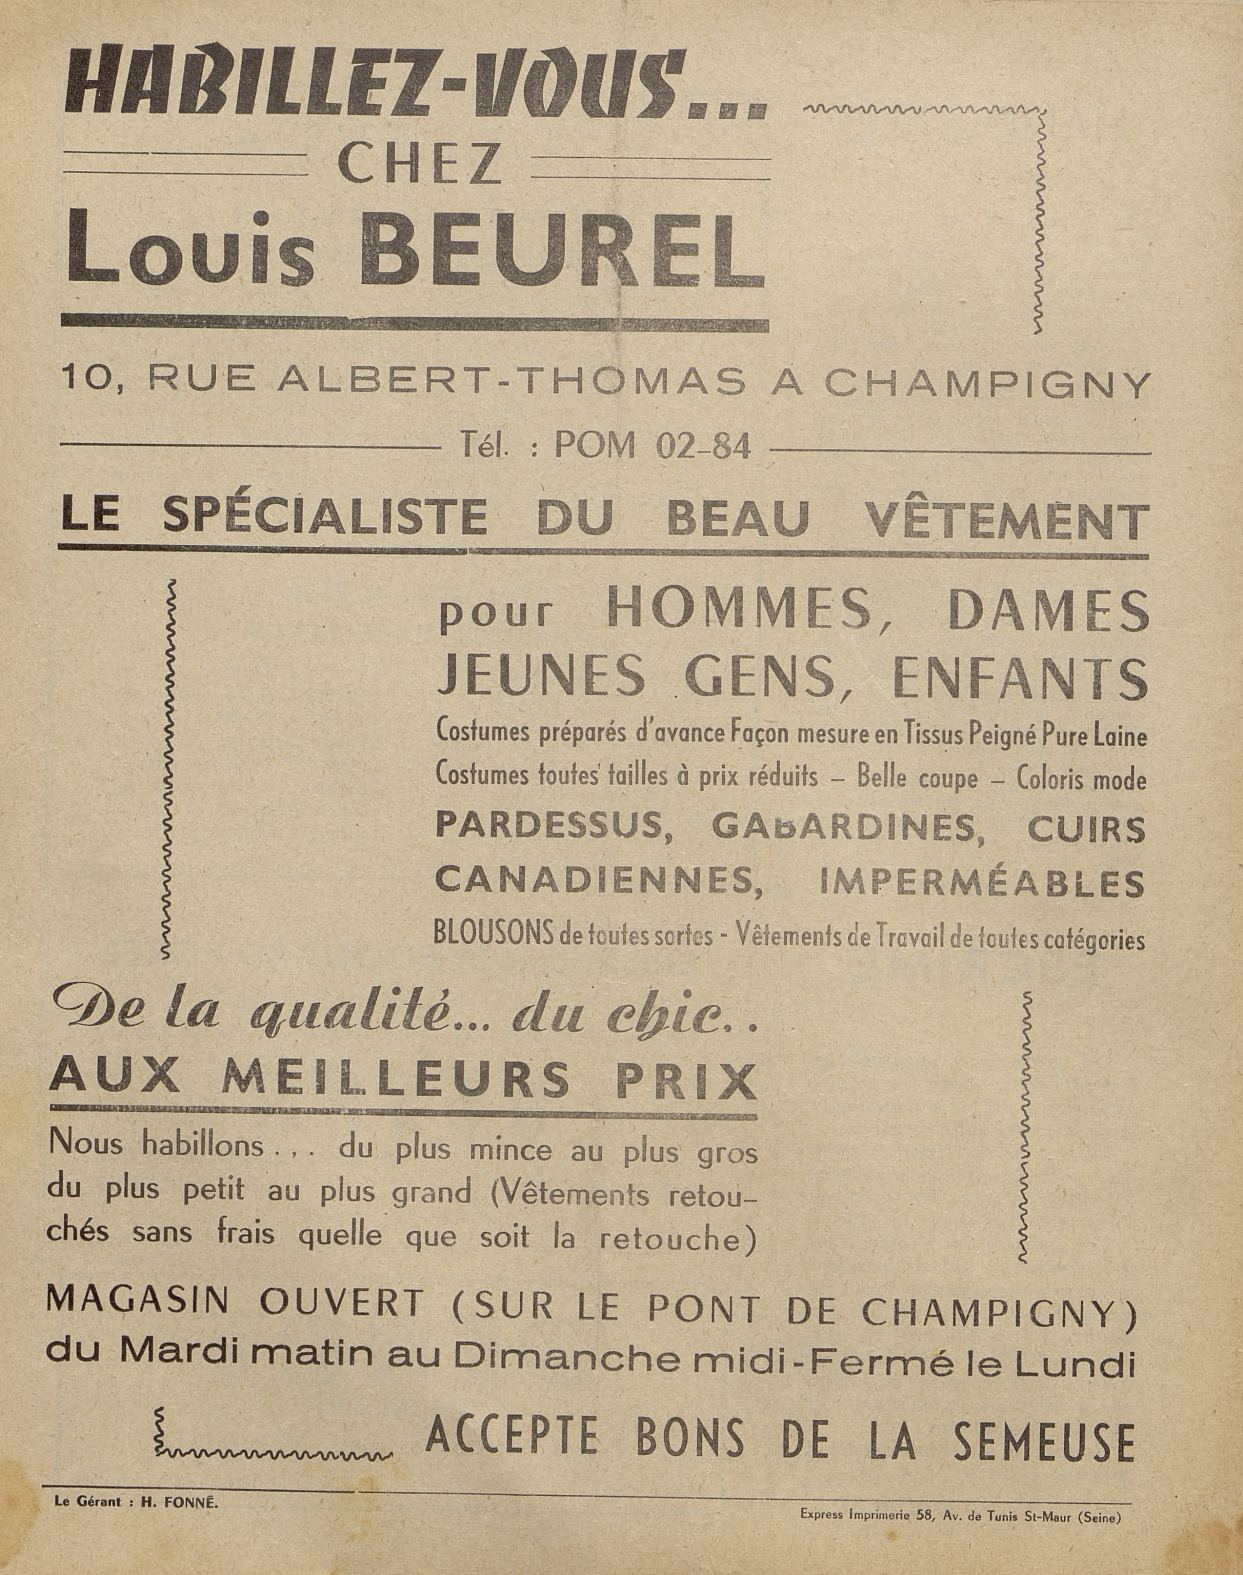 HABILLEZ-VOUS...
CHEZ
Louis BEUREL
10, RUE ALBERT-THOMAS A CHAMPIGNY
Tél. : POM 02-84
LE SPÉCIALISTE DU BEAU VÊTEMENT
pour HOMMES, DAMES
JEUNES GENS, ENFANTS
Costumes préparés d'avance Façon mesure en Tissus Peigné Pure Laine
Costumes toutes tailles à prix réduits – Belle coupe – Coloris mode
PARDESSUS, GABARDINES, CUIRS
CANADIENNES, IMPERMÉABLES
BLOUSONS de toutes sortes - Vêtements de Travail de toutes catégories
De la qualité... du chic..
AUX MEILLEURS PRIX
Nous habillons... du plus mince au plus gros
du plus petit au plus grand (Vêtements retou-
chés sans frais quelle que soit la retouche)
MAGASIN OUVERT (SUR LE PONT DE CHAMPIGNY)
du Mardi matin au Dimanche midi-Fermé le Lundi
ACCEPTE BONS DE LA SEMEUSE
Le Gérant : H. FONNÉ.
Express Imprimerie 58, Av. de Tunis St-Maur (Seine)